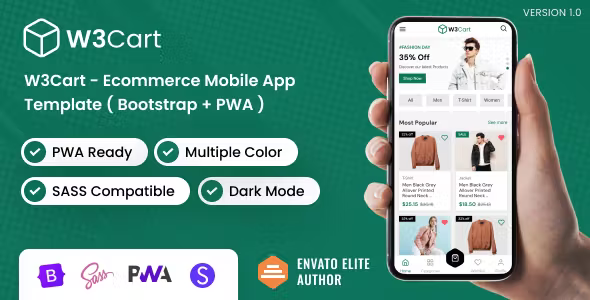 VERSION 1.0
W3Cart
W3Cart - Ecommerce Mobile App
Template ( Bootstrap + PWA )
PWA Ready
Multiple Color
SASS Compatible
Dark Mode
B
Sass
PWA
S
ENVATO ELITE
AUTHOR
W3Cart
#FASHION DAY
35% Off
Discover our latest Products
Shop Now
All
Men
T-Shirt
Women
Most Popular
See more
T-Shirt
Men Black Grey
Allover Printed
Round Neck...
$25.15
Jacket
Men Black Grey
Allover Printed
Round Neck...
$18.50
Home